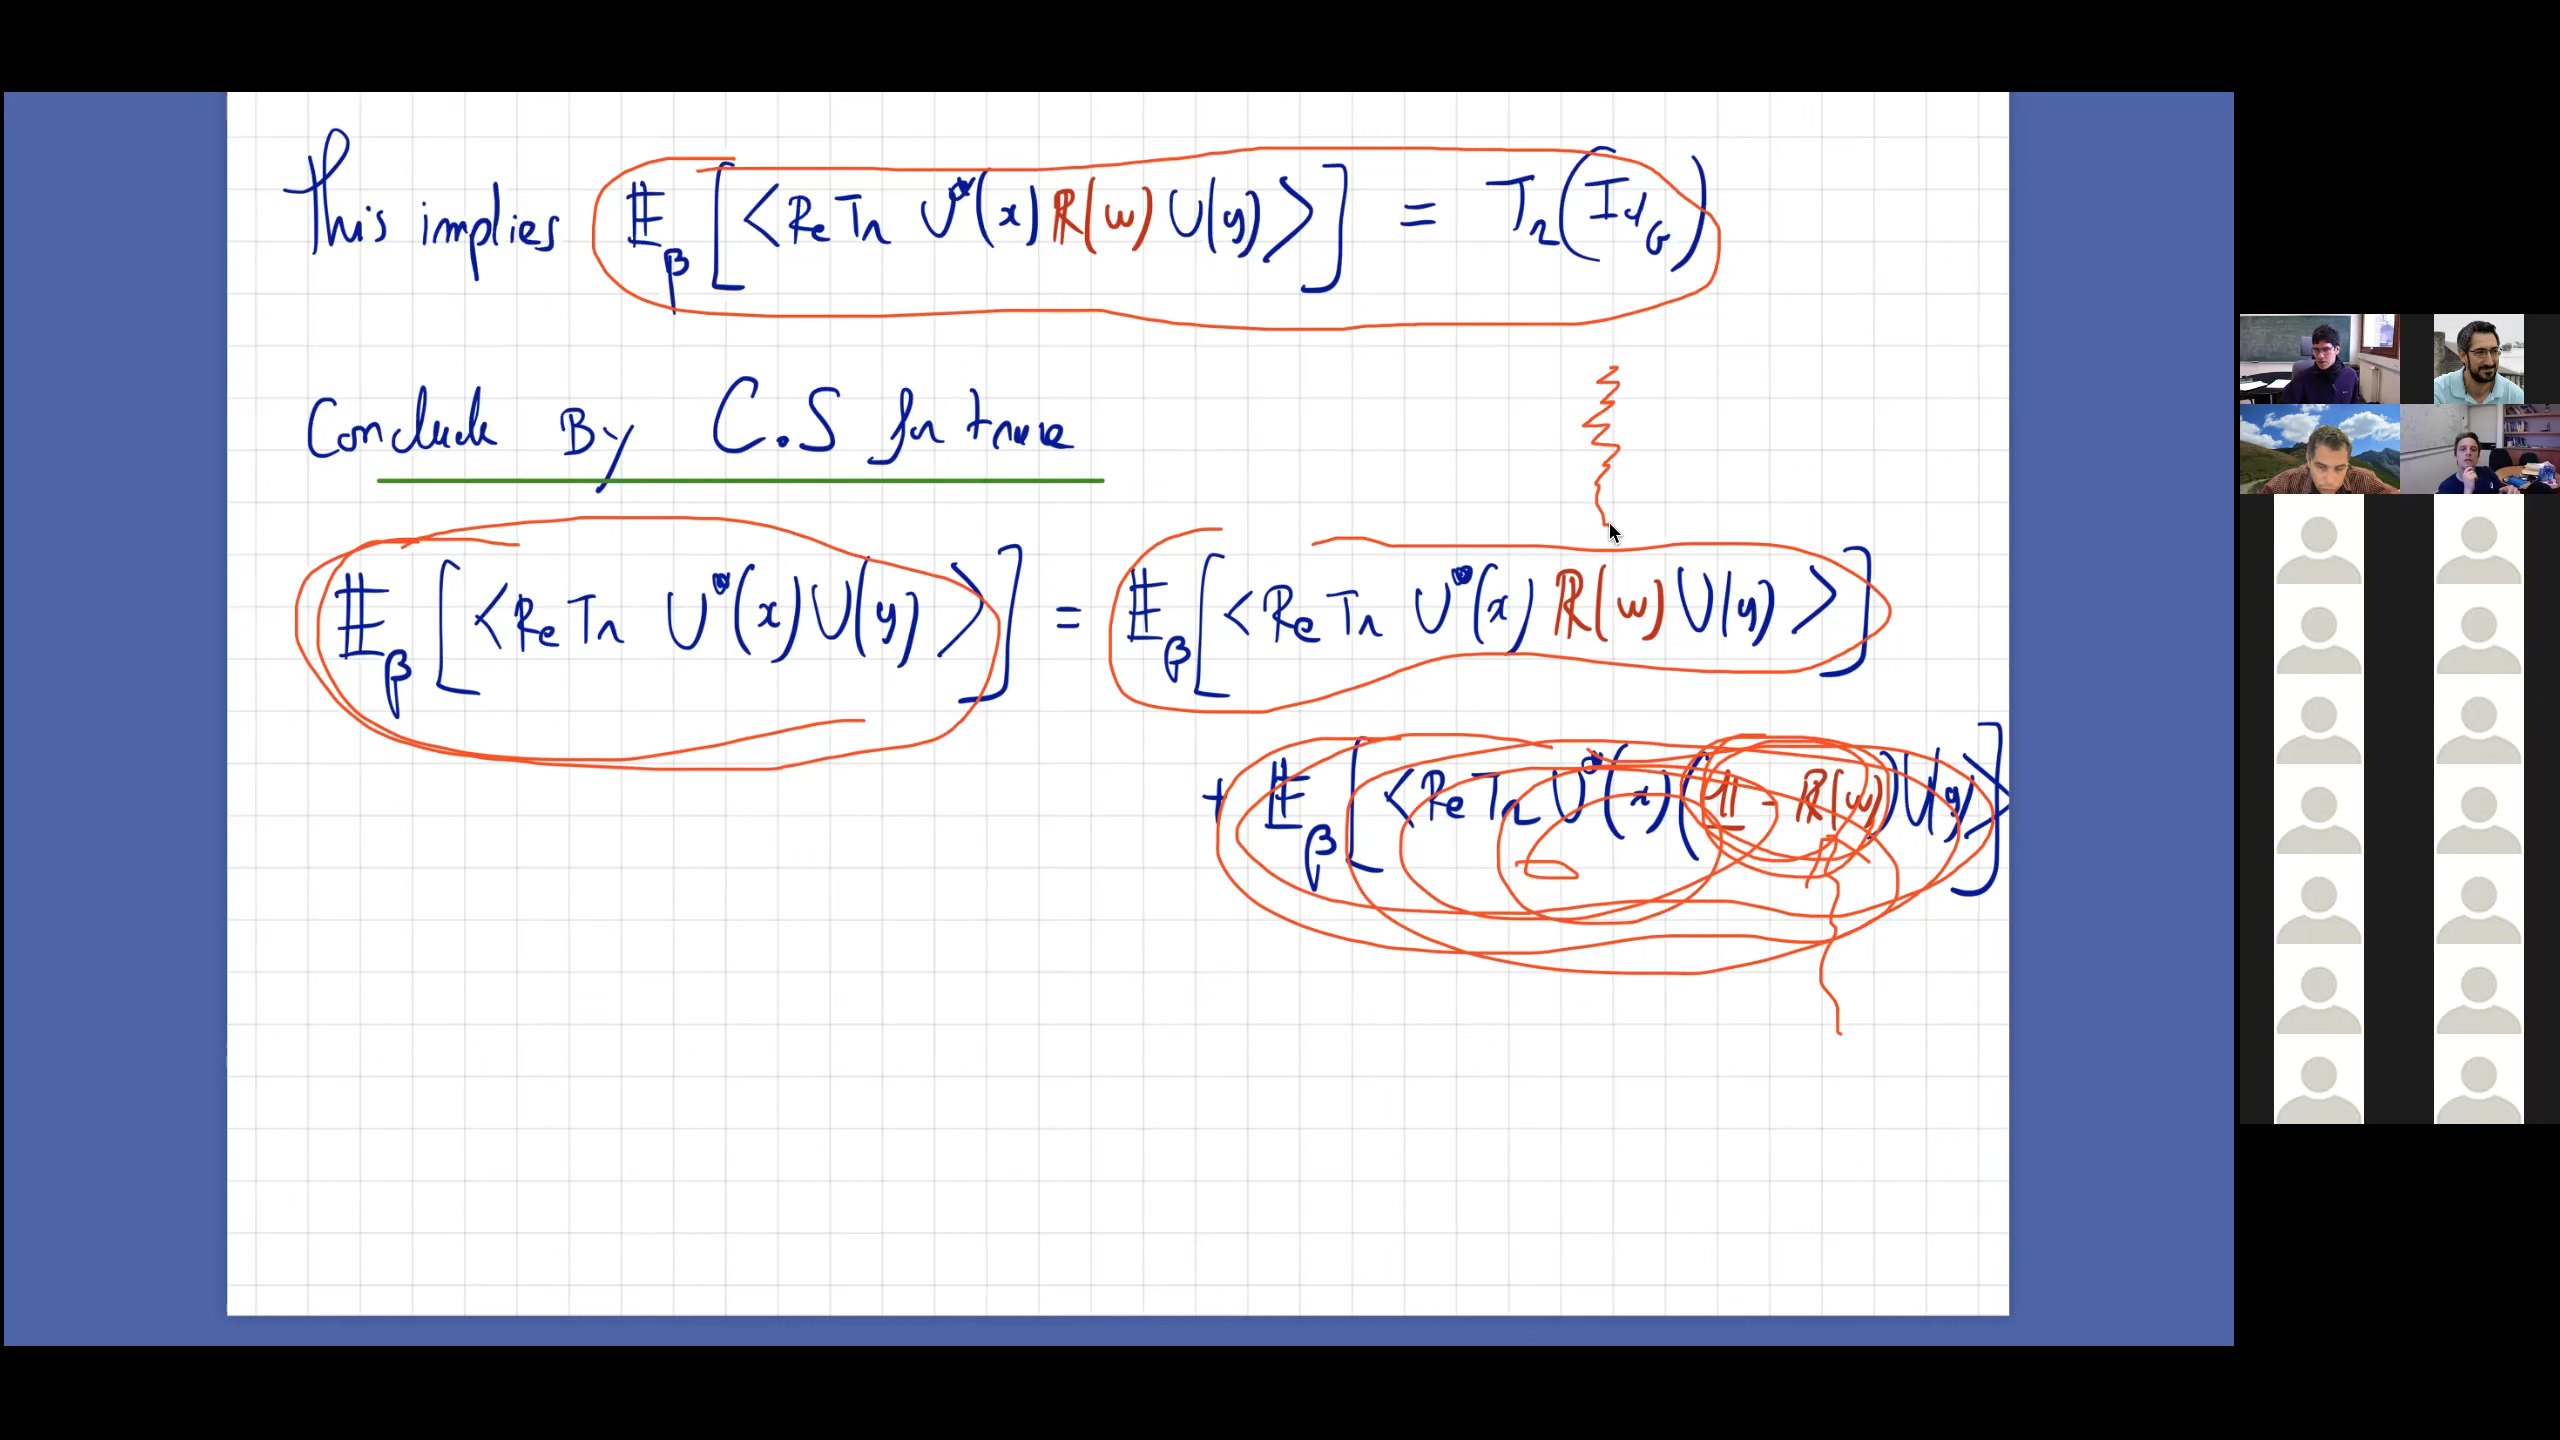 This implies 𝔼_β [<Re Tr U*(x) ℝ(w) U(y)>] = Tr(Id_G)
Conclude By C.S for trace
𝔼_β [<Re Tr U*(x) U(y)>] = 𝔼_β [<Re Tr U*(x) ℝ(w) U(y)>]
+ 𝔼_β [<Re Tr U*(x) (𝟙 - ℝ(w)) U(y)>]